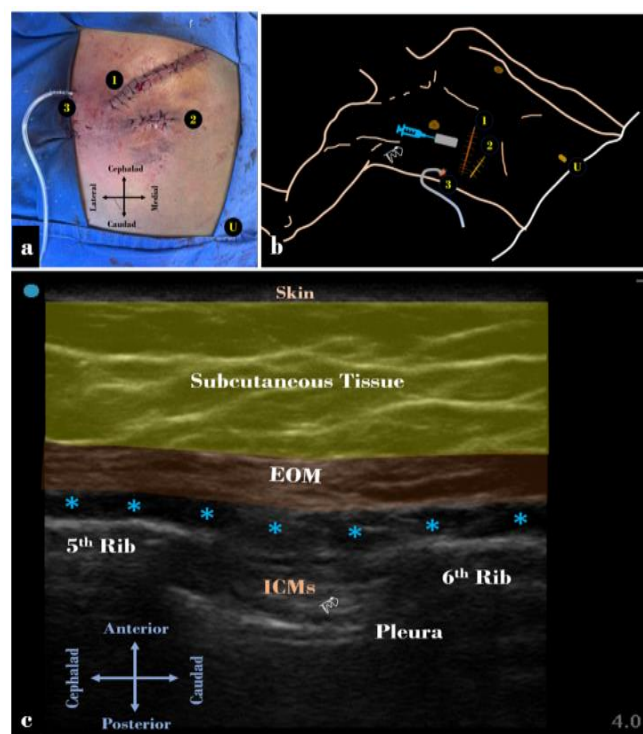 1
3
2
Cephalad
Lateral
Medial
Caudad
U
a
b
1
2
3
U
Skin
Subcutaneous Tissue
EOM
* * * * * * *
5th Rib
6th Rib
ICMs
Pleura
Anterior
Cephalad
Caudad
Posterior
c
4.0